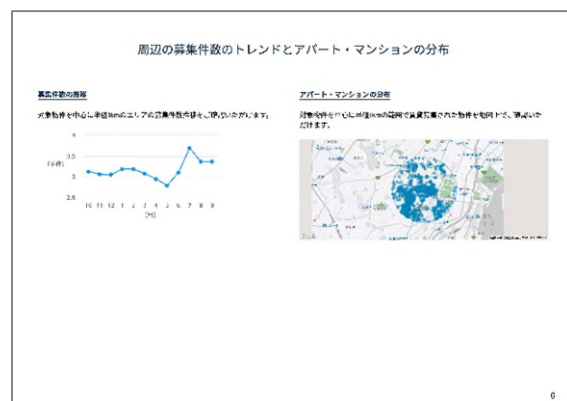 周辺の募集件数のトレンドとアパート・マンションの分布
募集件数の推移
対象物件を中心に半径1kmのエリアの募集件数推移をご確認いただけます。
4
3.5
3
2.5
(千件)
10 11 12 1 2 3 4 5 6 7 8 9
(月)
アパート・マンションの分布
対象物件を中心に半径1kmの範囲で賃貸募集された物件を地図上でご確認いた
だけます。
6